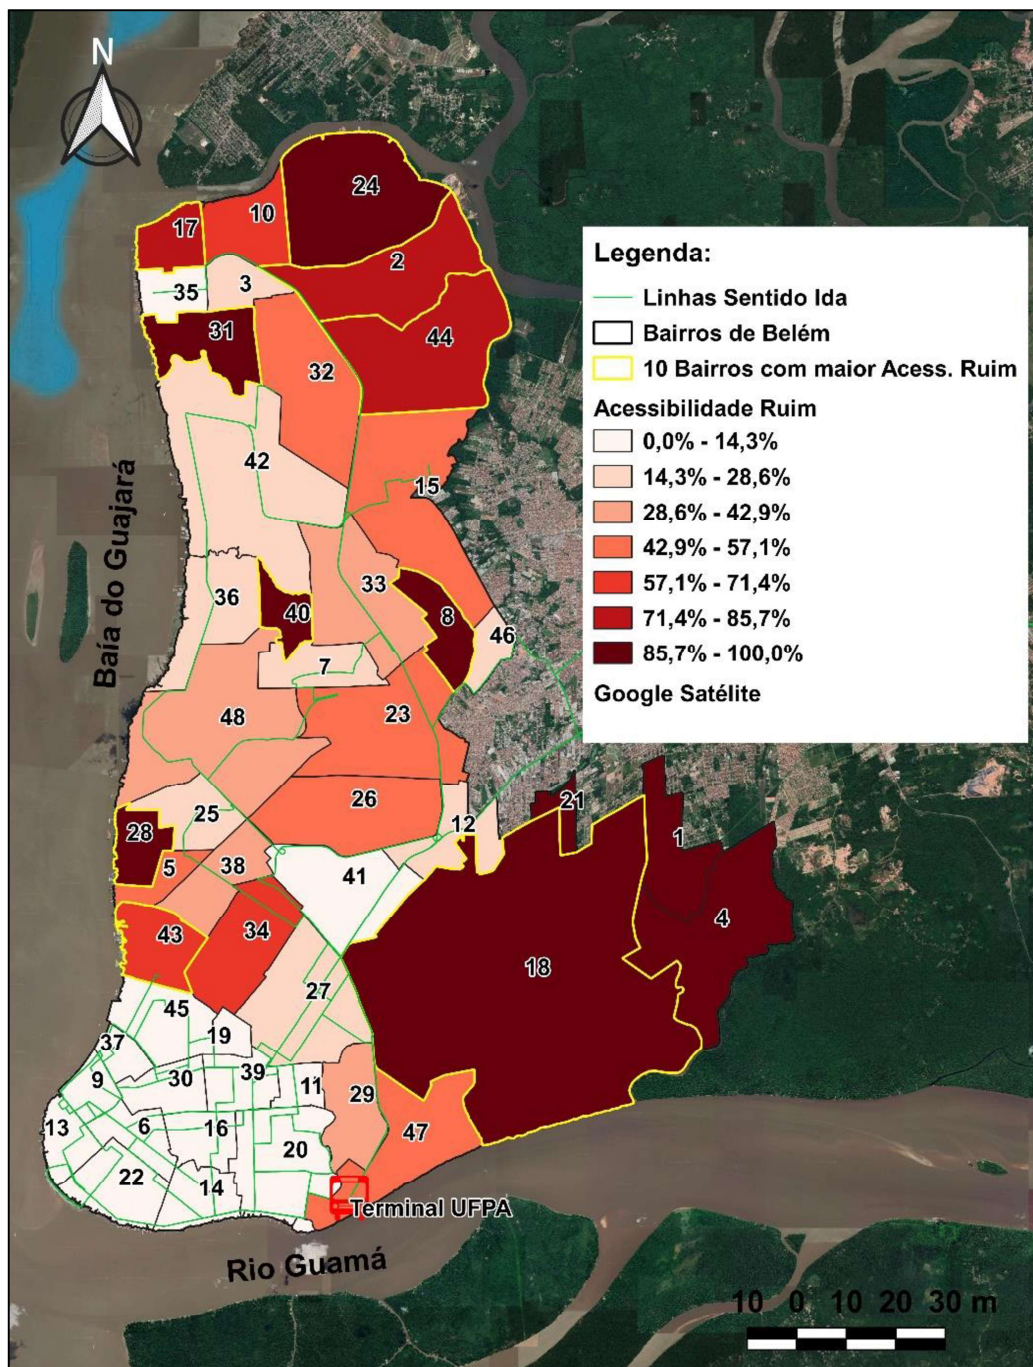 N
24
17
10
2
35
3
31
44
32
42
15
36
40
33
8
46
7
48
23
25
26
12
21
28
1
5
38
41
43
34
4
18
27
45
19
37
9
30
39
11
29
47
13
6
16
20
22
14
Legenda:
Linhas Sentido Ida
Bairros de Belém
10 Bairros com maior Acess. Ruim
Acessibilidade Ruim
0,0% - 14,3%
14,3% - 28,6%
28,6% - 42,9%
42,9% - 57,1%
57,1% - 71,4%
71,4% - 85,7%
85,7% - 100,0%
Google Satélite
Baía do Guajará
Terminal UFPA
Rio Guamá
10 0 10 20 30 m